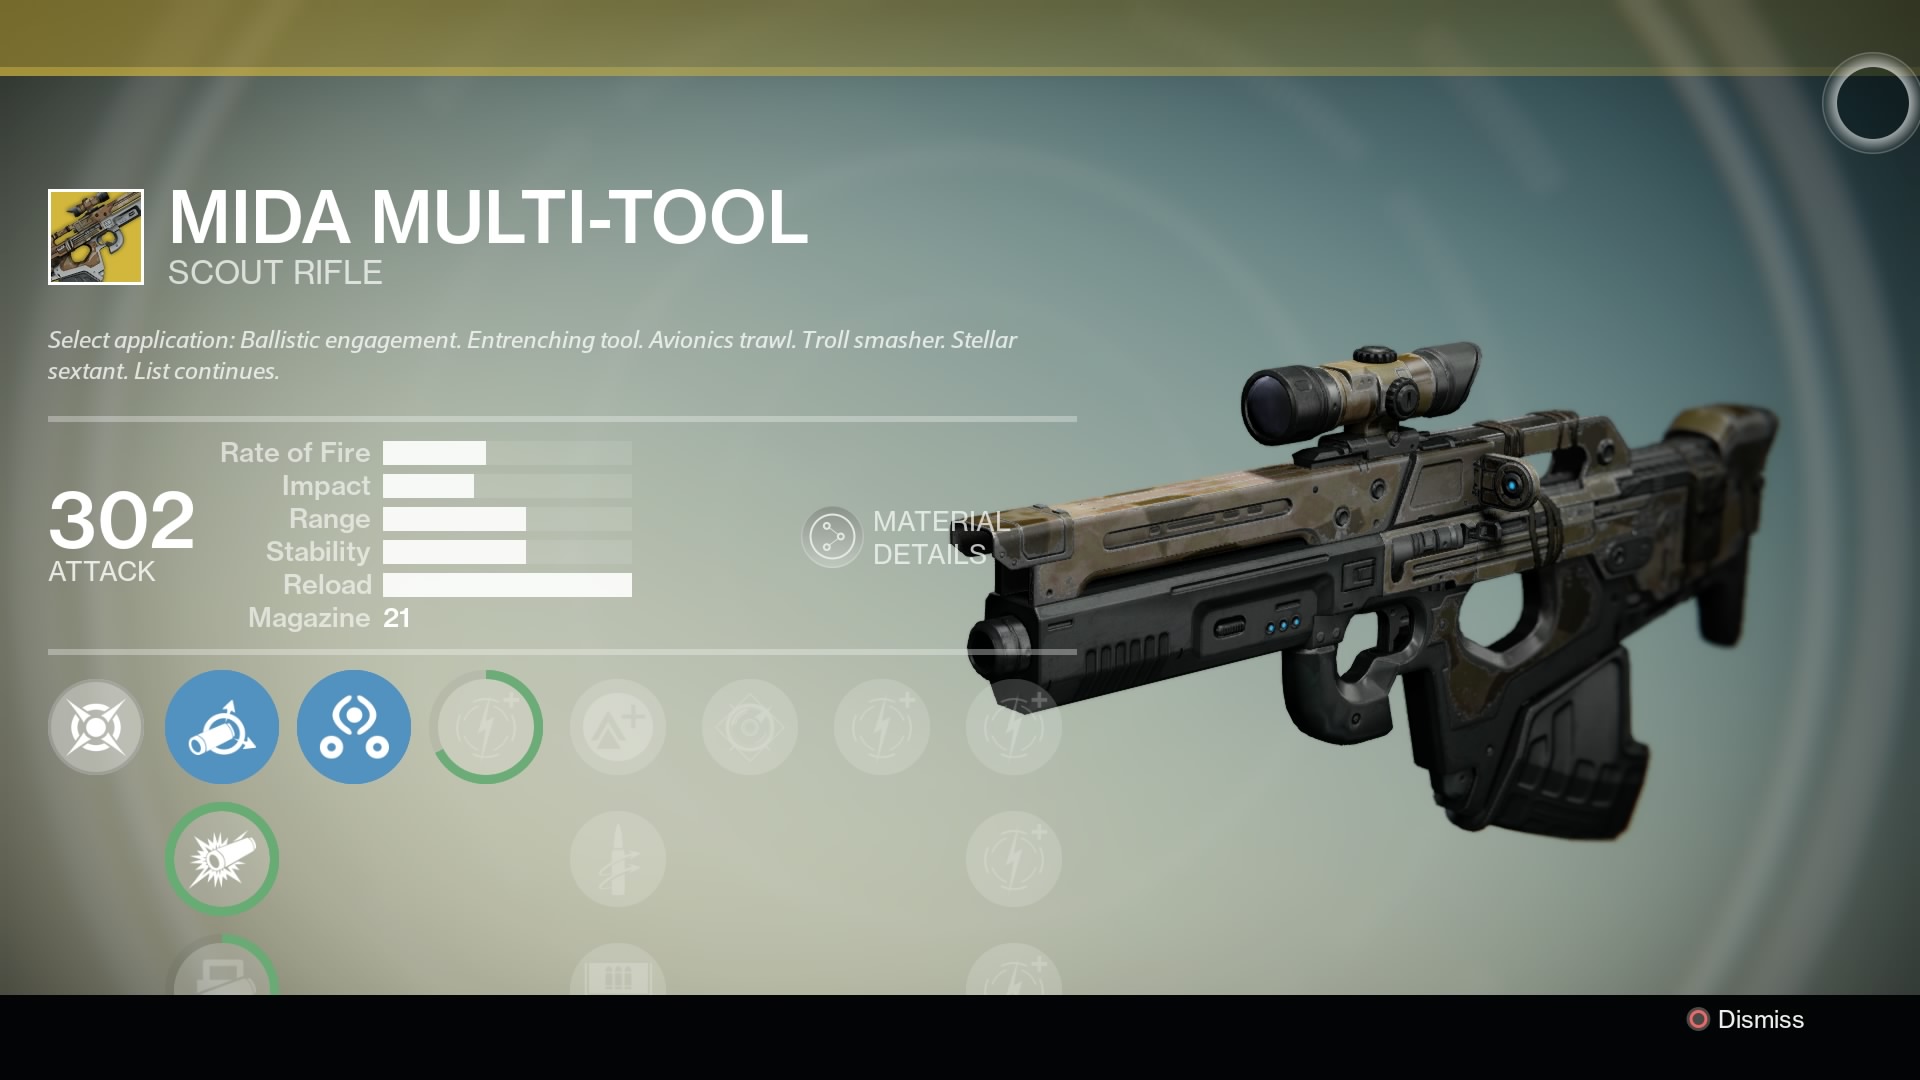 MIDA MULTI-TOOL
SCOUT RIFLE
Select application: Ballistic engagement. Entrenching tool. Avionics trawl. Troll smasher. Stellar
sextant. List continues.
302
ATTACK
Rate of Fire
Impact
Range
Stability
Reload
Magazine 21
MATERIAL
DETAILS
Dismiss